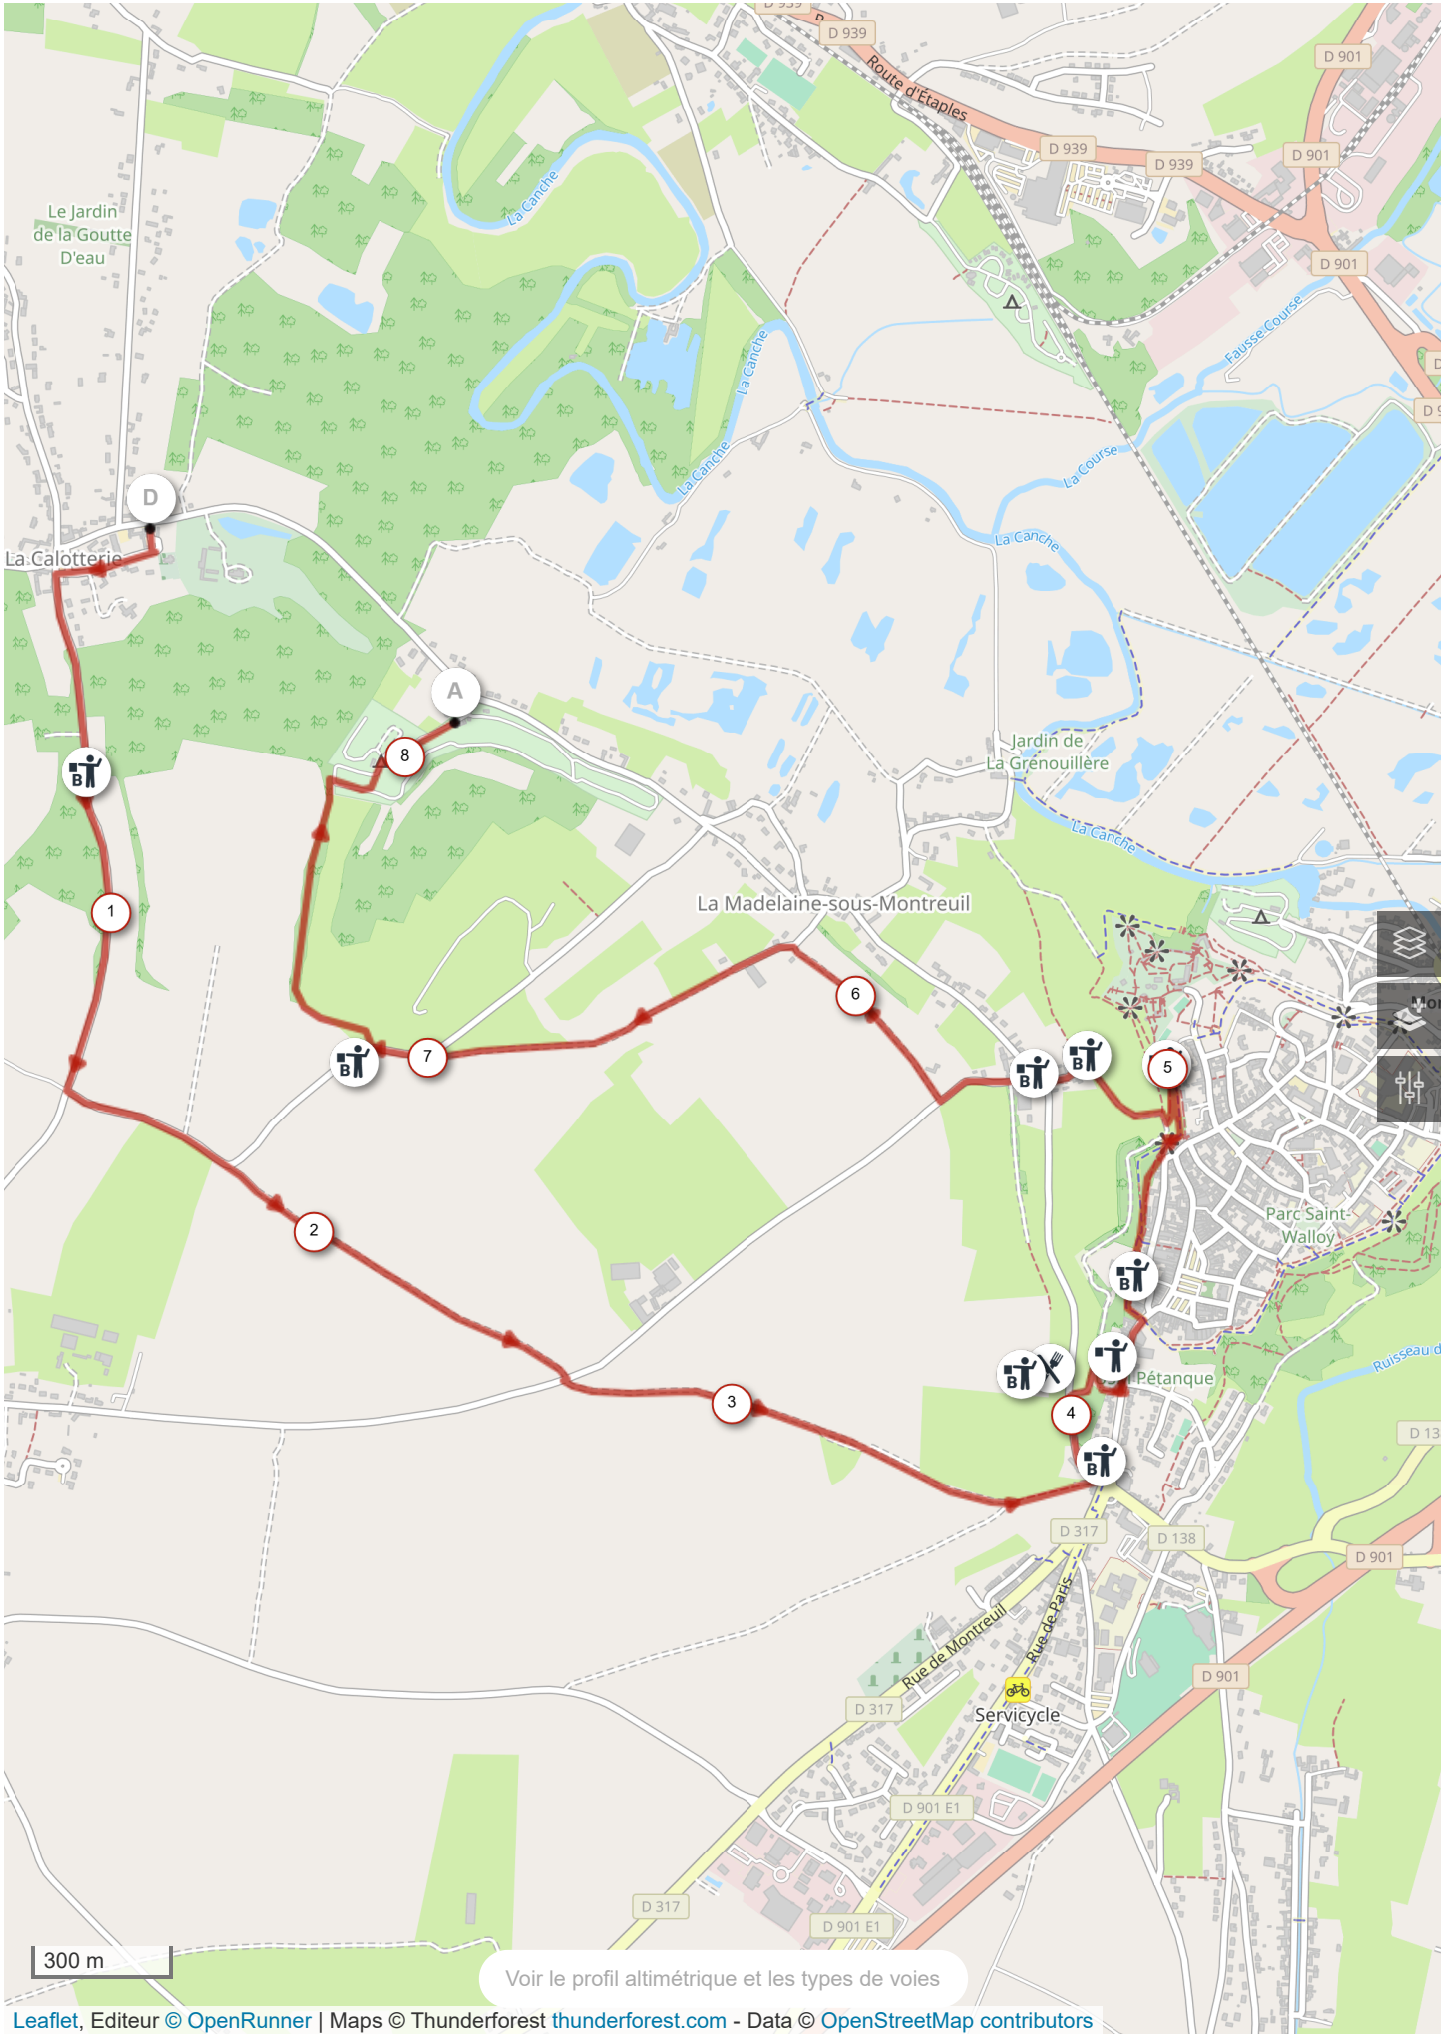 D 939
D 939
Route d'Étaples
D 901
D 939
D 939
D 901
La Canche
Le Jardin
de la Goutte
D'eau
D 901
Fausse Course
La Canche
La Canche
La Course
D
La Canche
La Calotterie
A
8
Jardin de
La Grenouillère
B
La Canche
1
La Madelaine-sous-Montreuil
6
Mon
7
B
B
B
5
2
Parc Saint-
Walloy
B
Ruisseau d
B
Pétanque
3
4
D 13
B
D 317
D 138
D 901
Rue de Paris
Rue de Montreuil
D 901
D 317
Servicycle
D 901 E1
D 317
D 901 E1
300 m
Voir le profil altimétrique et les types de voies
Leaflet, Editeur © OpenRunner | Maps © Thunderforest thunderforest.com - Data © OpenStreetMap contributors